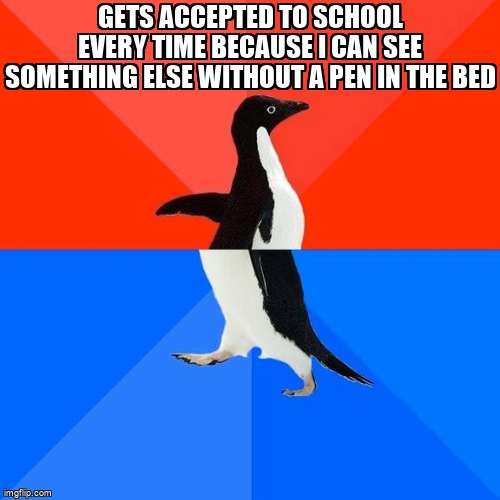 GETS ACCEPTED TO SCHOOL
EVERY TIME BECAUSE I CAN SEE
SOMETHING ELSE WITHOUT A PEN IN THE BED
imgflip.com